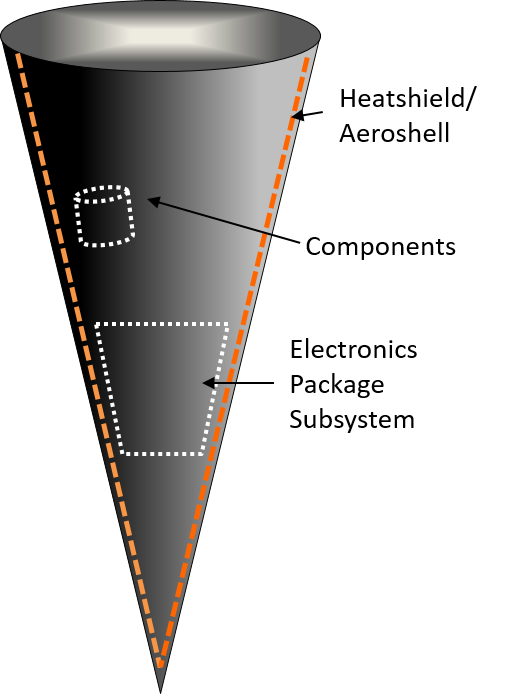 Heatshield/
Aeroshell
Components
Electronics
Package
Subsystem